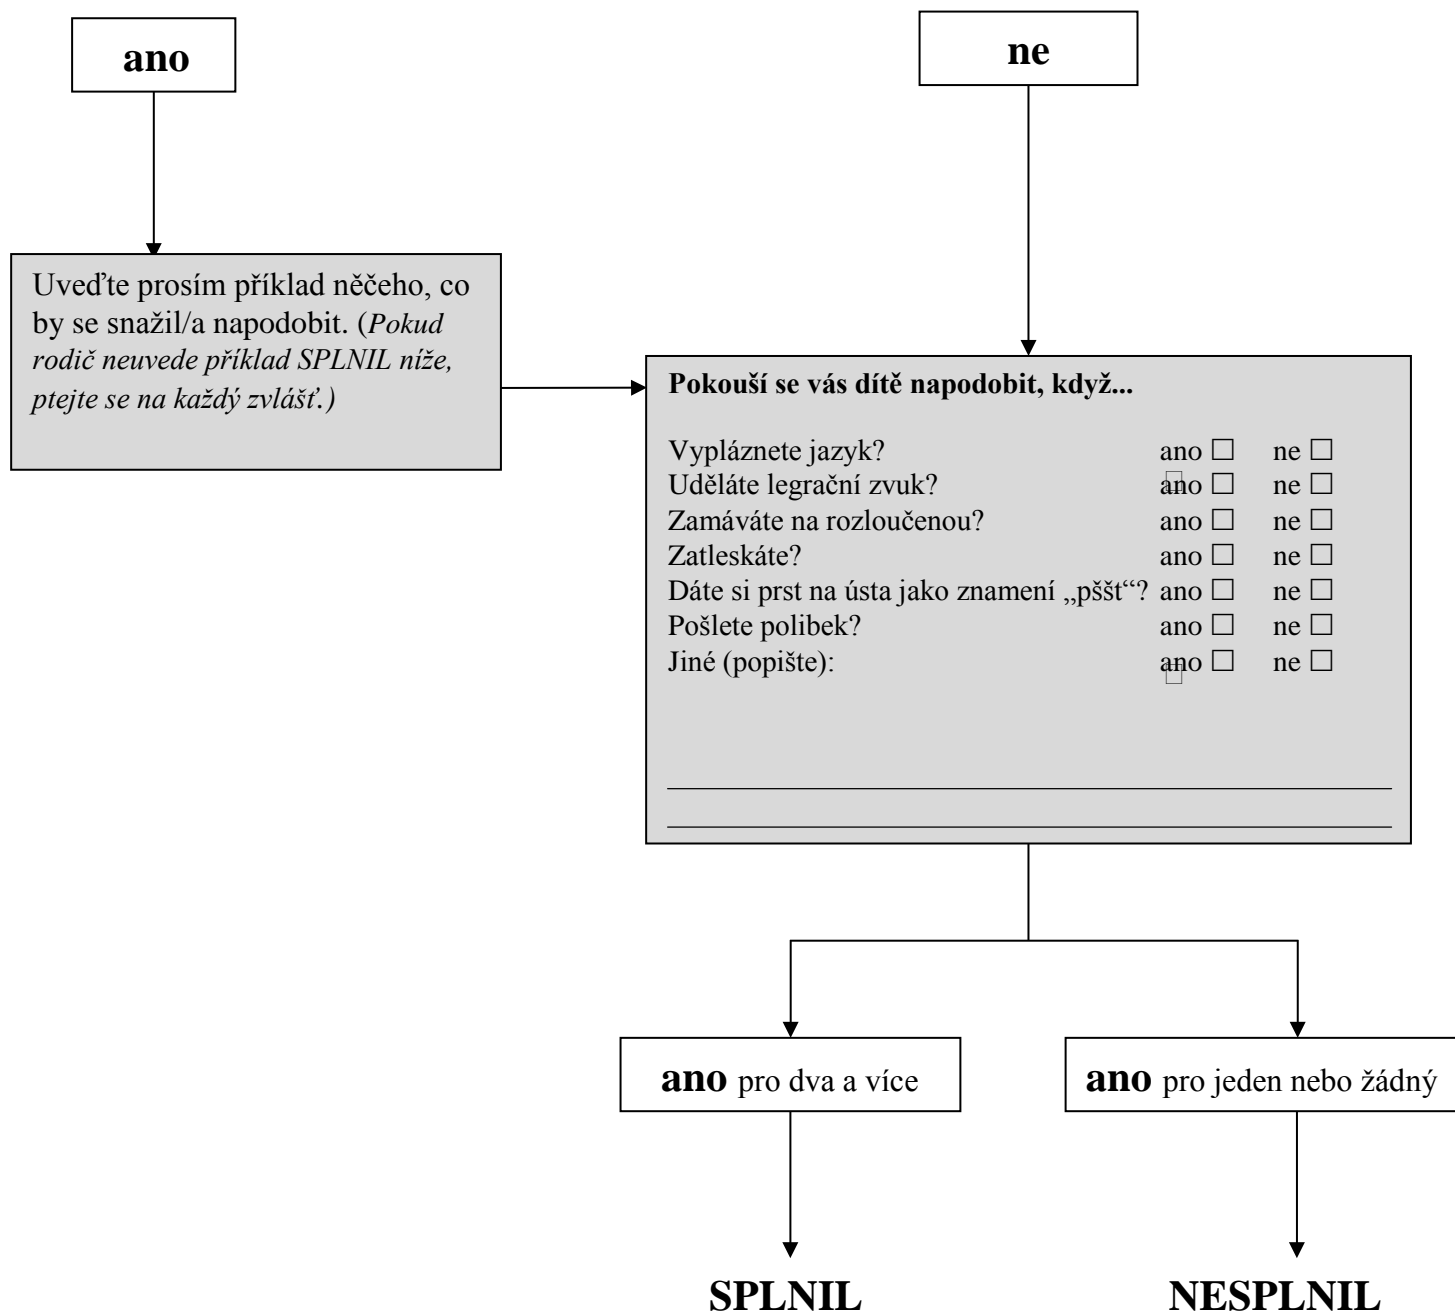 ano
ne
Uveďte prosím příklad něčeho, co
by se snažil/a napodobit. (Pokud
rodič neuvede příklad SPLNIL níže,
ptejte se na každý zvlášť.)
Pokouší se vás dítě napodobit, když...
Vypláznete jazyk? ano ☐ ne ☐
Uděláte legrační zvuk? ano ☐ ne ☐
Zamáváte na rozloučenou? ano ☐ ne ☐
Zatleskáte? ano ☐ ne ☐
Dáte si prst na ústa jako znamení „pššt“? ano ☐ ne ☐
Pošlete polibek? ano ☐ ne ☐
Jiné (popište): ano ☐ ne ☐
ano pro dva a více
ano pro jeden nebo žádný
SPLNIL
NESPLNIL